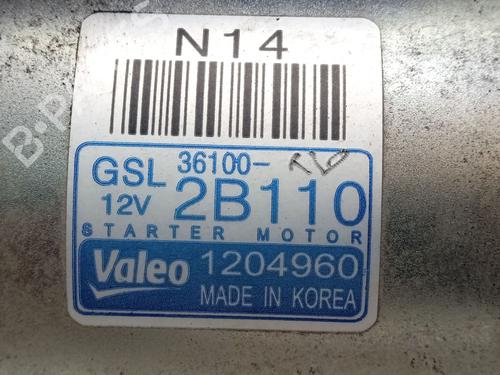 N14
GSL 36100-
12V 2B110
STARTER MOTOR
Valeo 1204960
MADE IN KOREA